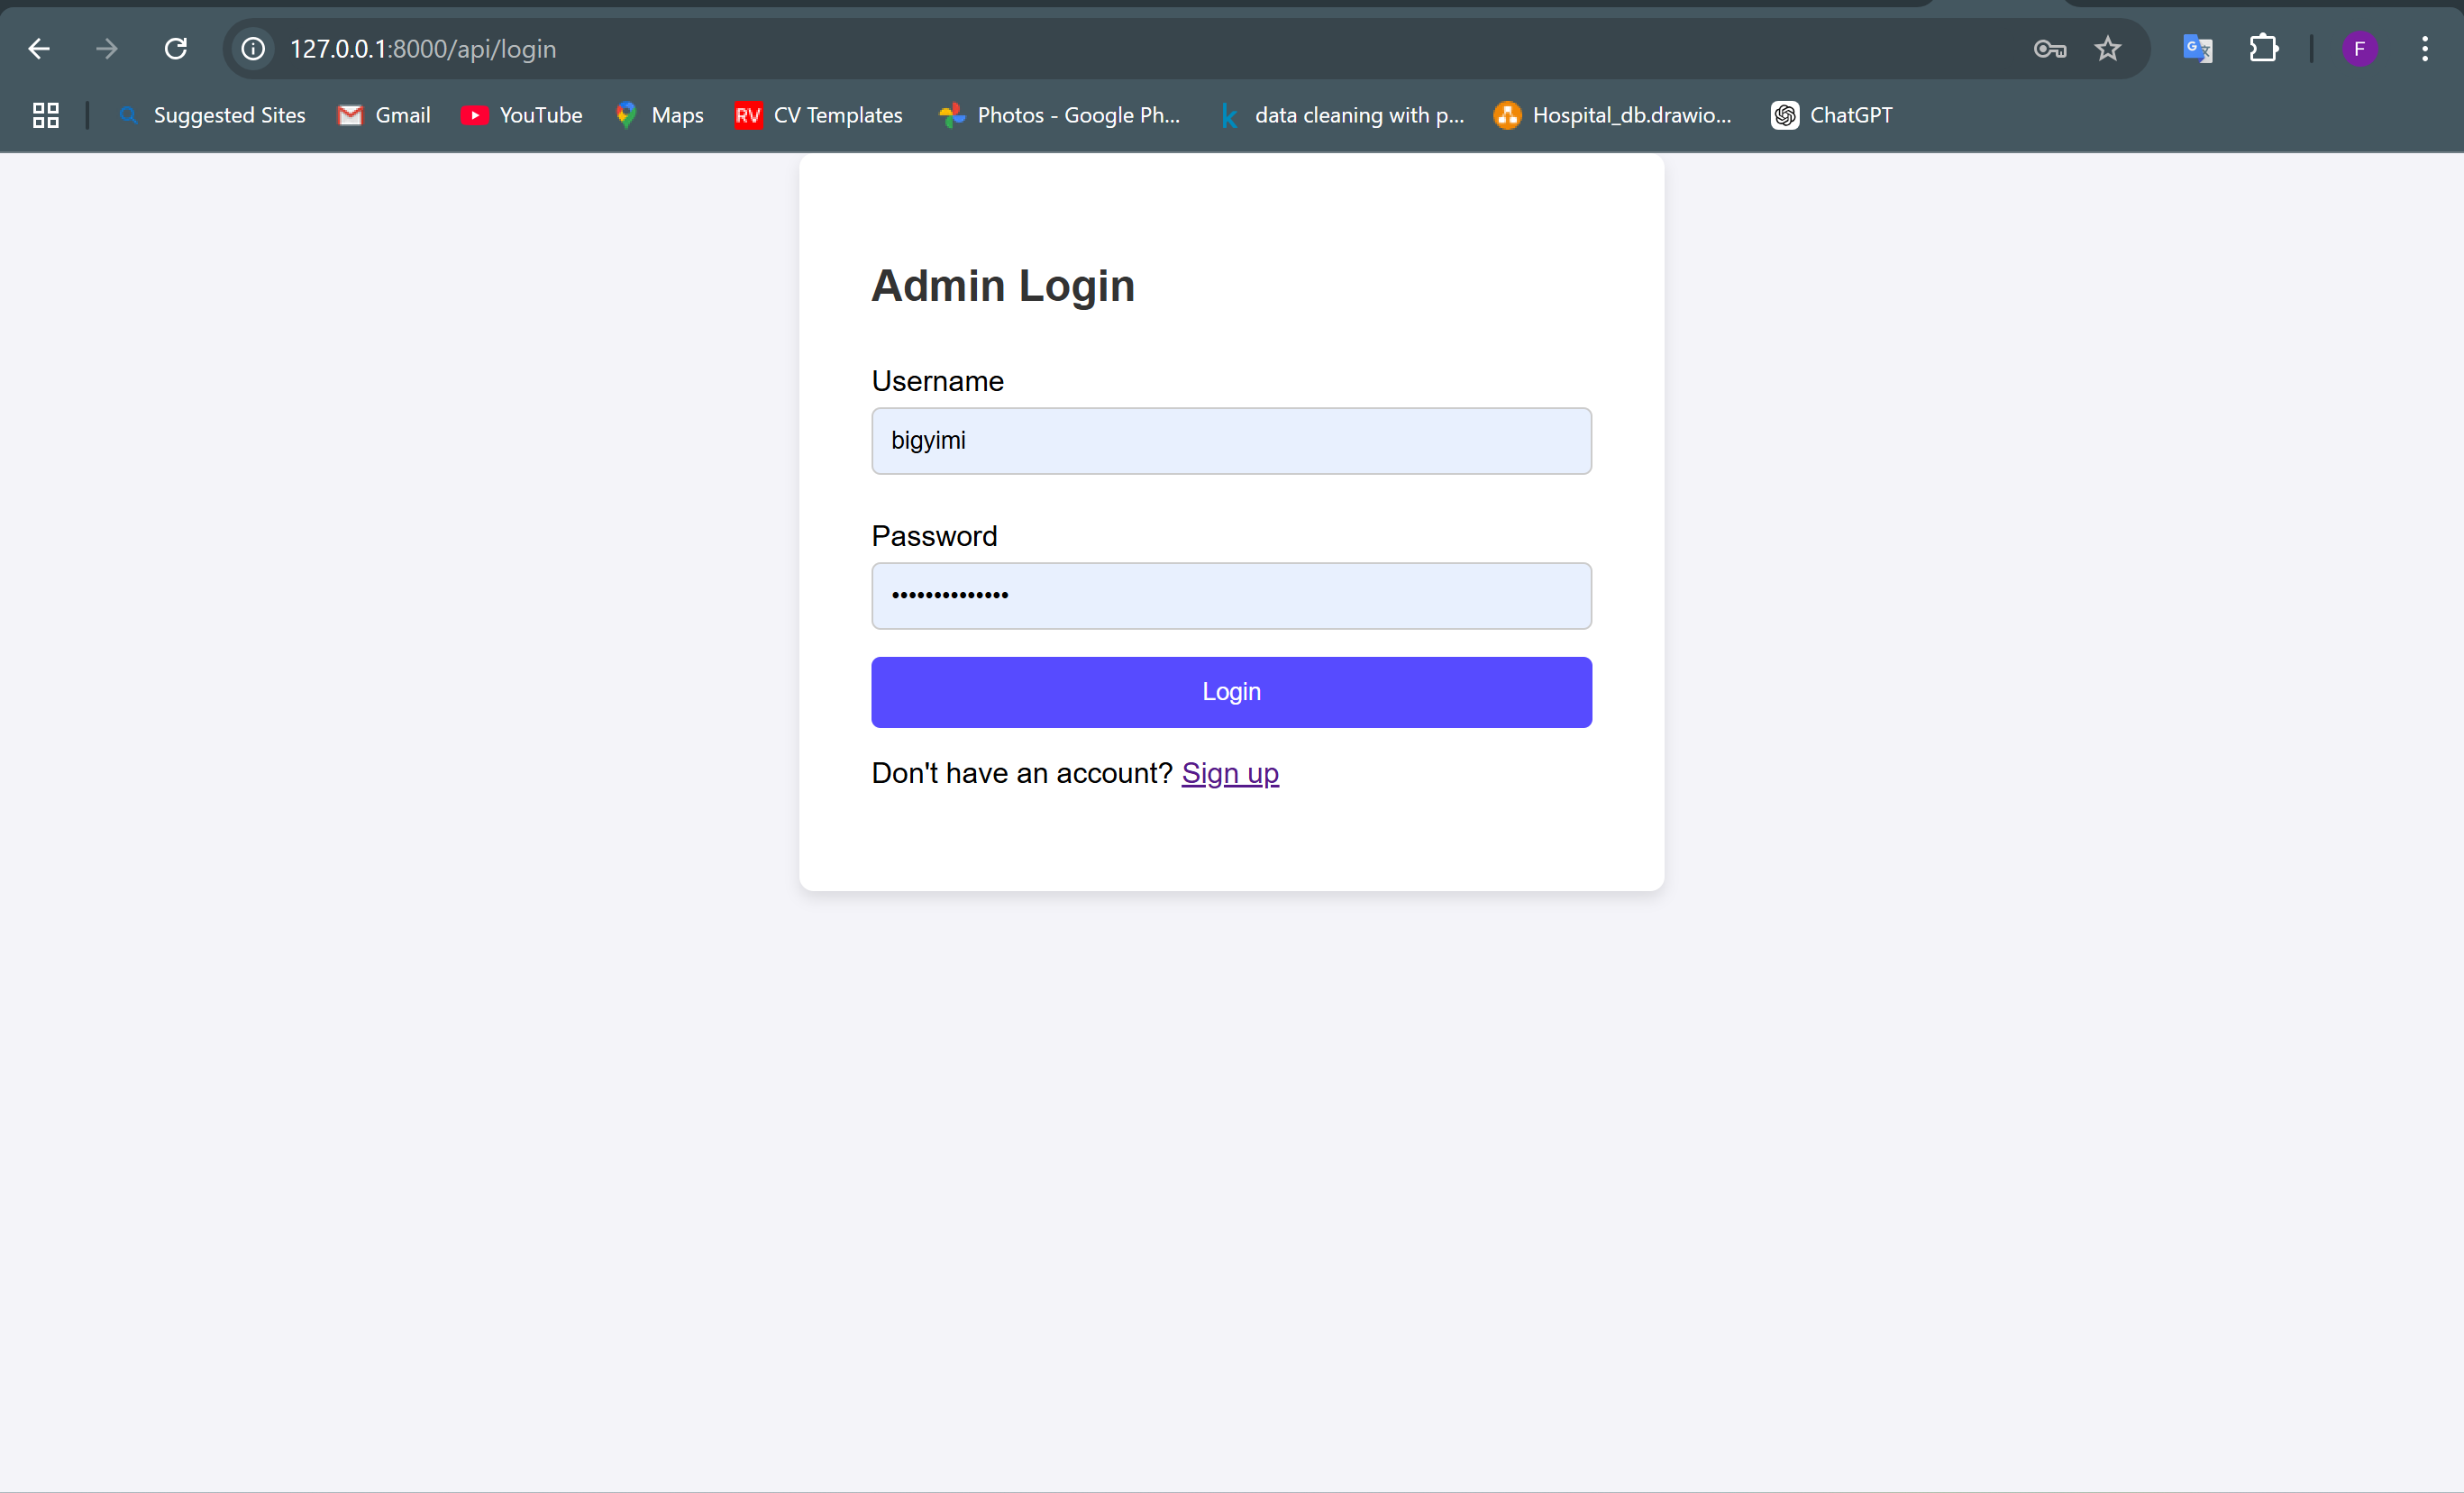 127.0.0.1:8000/api/login
F
Suggested Sites Gmail YouTube Maps RV CV Templates Photos - Google Ph... k data cleaning with p... Hospital_db.drawio... ChatGPT
Admin Login
Username
bigyimi
Password
••••••••••••••
Login
Don't have an account? Sign up